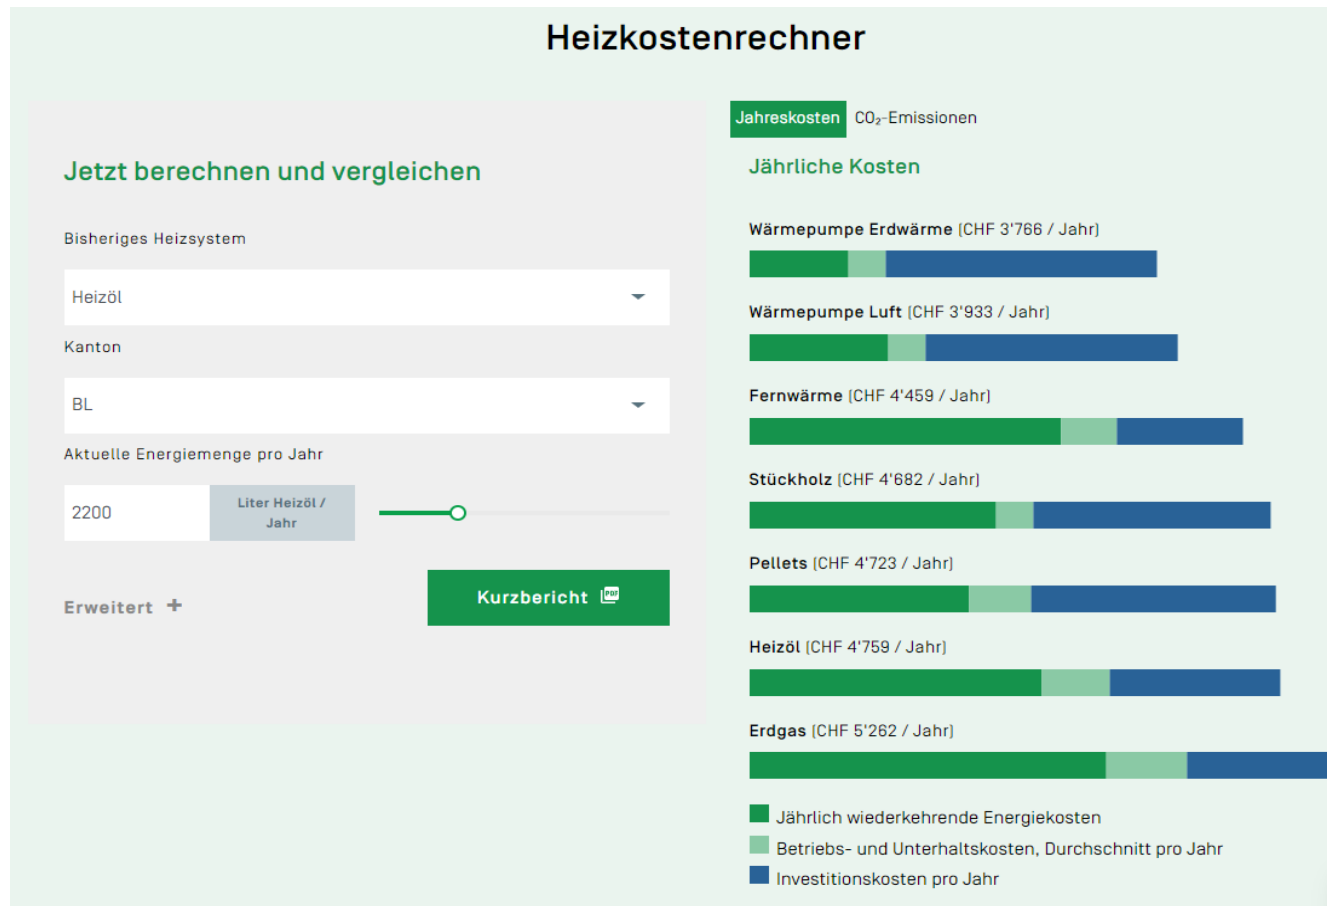 Heizkostenrechner
Jetzt berechnen und vergleichen
Bisheriges Heizsystem
Heizöl
Kanton
BL
Aktuelle Energiemenge pro Jahr
2200
Liter Heizöl /
Jahr
Erweitert +
Kurzbericht PDF
Jahreskosten CO₂-Emissionen
Jährliche Kosten
Wärmepumpe Erdwärme (CHF 3'766 / Jahr)
Wärmepumpe Luft (CHF 3'933 / Jahr)
Fernwärme (CHF 4'459 / Jahr)
Stückholz (CHF 4'682 / Jahr)
Pellets (CHF 4'723 / Jahr)
Heizöl (CHF 4'759 / Jahr)
Erdgas (CHF 5'262 / Jahr)
Jährlich wiederkehrende Energiekosten
Betriebs- und Unterhaltskosten, Durchschnitt pro Jahr
Investitionskosten pro Jahr